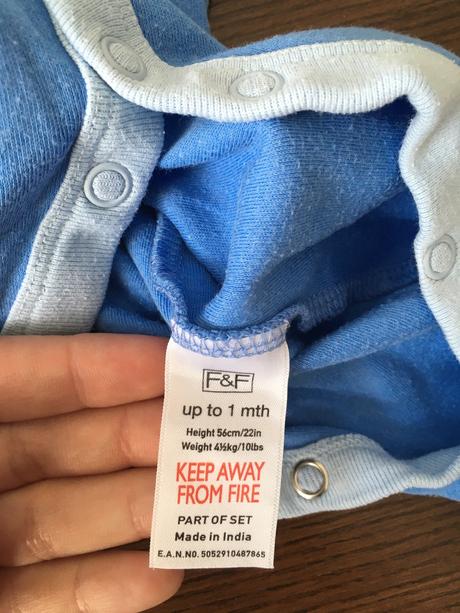 F&F
up to 1 mth
Height 56cm/22in
Weight 4½kg/10lbs
KEEP AWAY
FROM FIRE
PART OF SET
Made in India
E.A.N.NO. 5052910487865